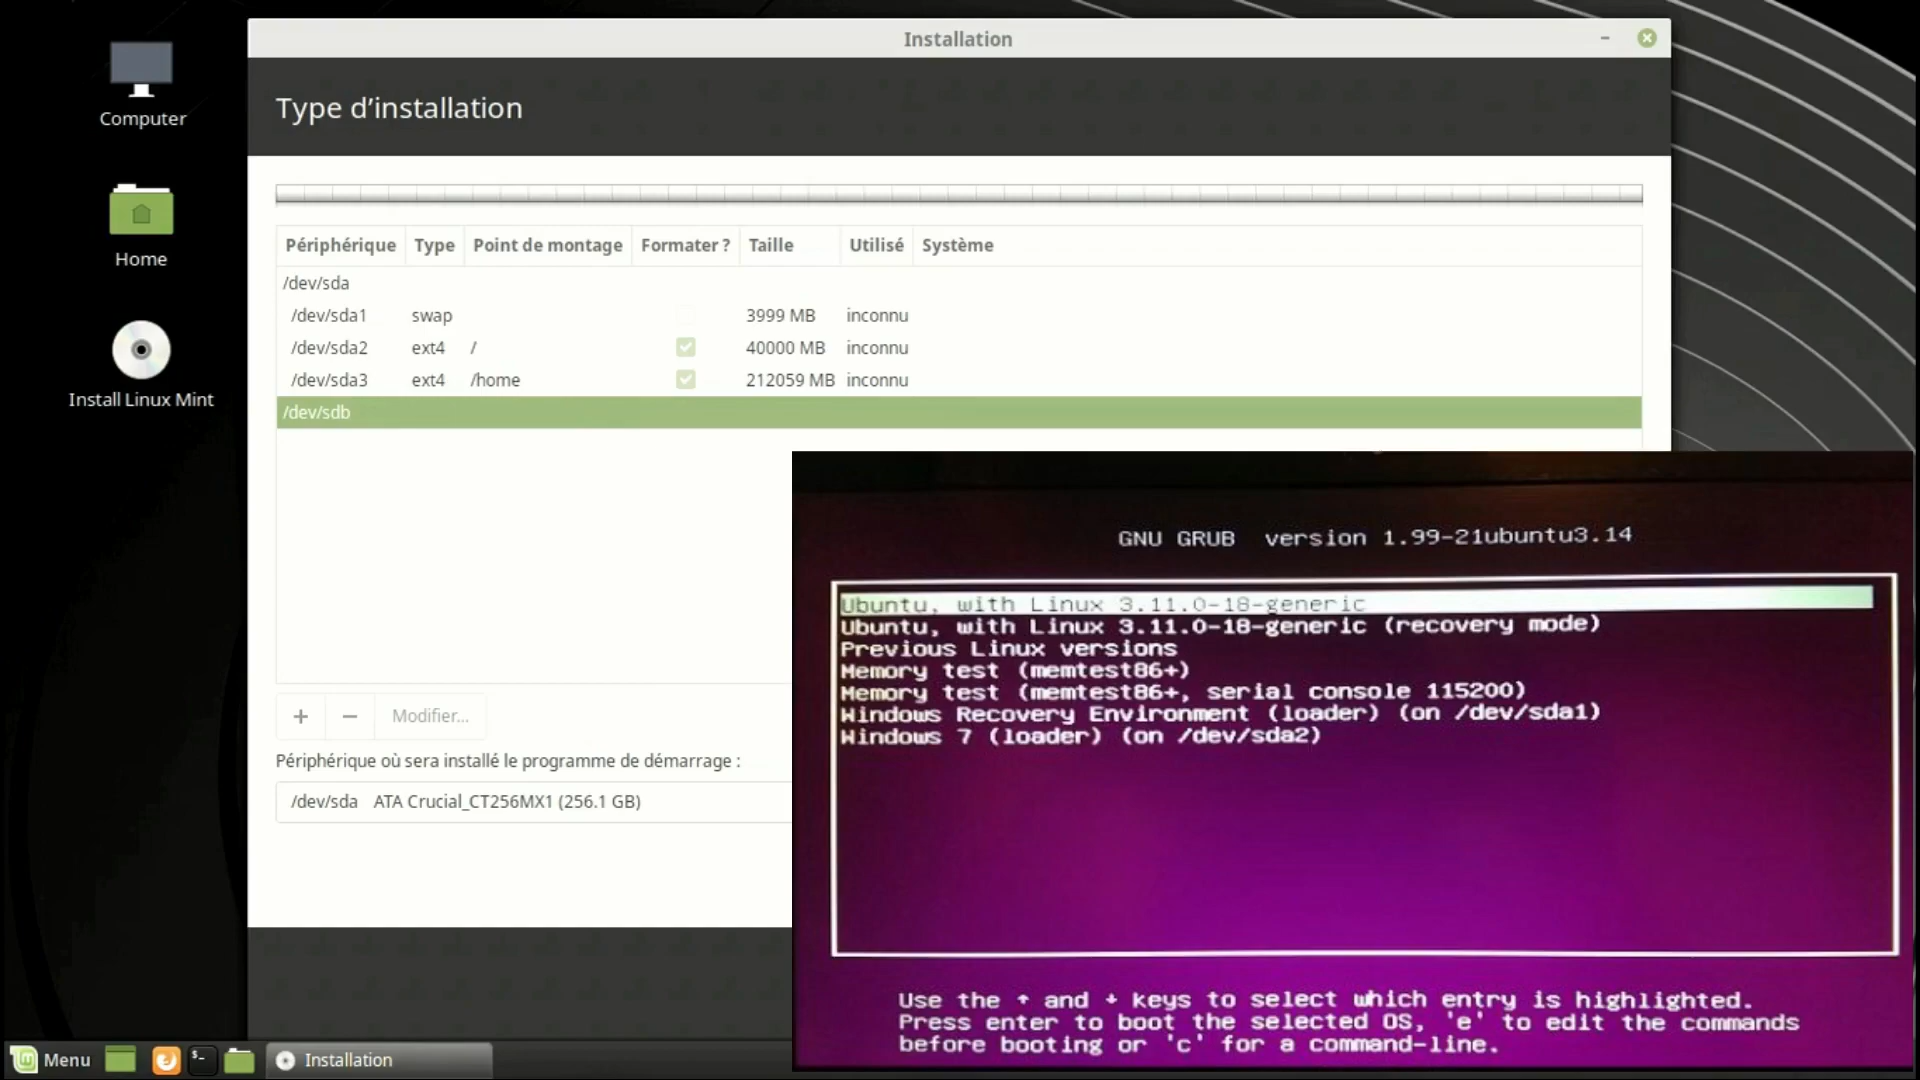 Installation
Computer
Type d’installation
Périphérique Type Point de montage Formater ? Taille Utilisé Système
Home
/dev/sda
/dev/sda1 swap 3999 MB inconnu
/dev/sda2 ext4 / 40000 MB inconnu
/dev/sda3 ext4 /home 212059 MB inconnu
Install Linux Mint
/dev/sdb
+ − Modifier...
Périphérique où sera installé le programme de démarrage :
/dev/sda ATA Crucial_CT256MX1 (256.1 GB)
GNU GRUB version 1.99-21ubuntu3.14
Ubuntu, with Linux 3.11.0-18-generic
Ubuntu, with Linux 3.11.0-18-generic (recovery mode)
Previous Linux versions
Memory test (memtest86+)
Memory test (memtest86+, serial console 115200)
Windows Recovery Environment (loader) (on /dev/sda1)
Windows 7 (loader) (on /dev/sda2)
Use the ↑ and ↓ keys to select which entry is highlighted.
Press enter to boot the selected OS, 'e' to edit the commands
before booting or 'c' for a command-line.
Menu $- Installation